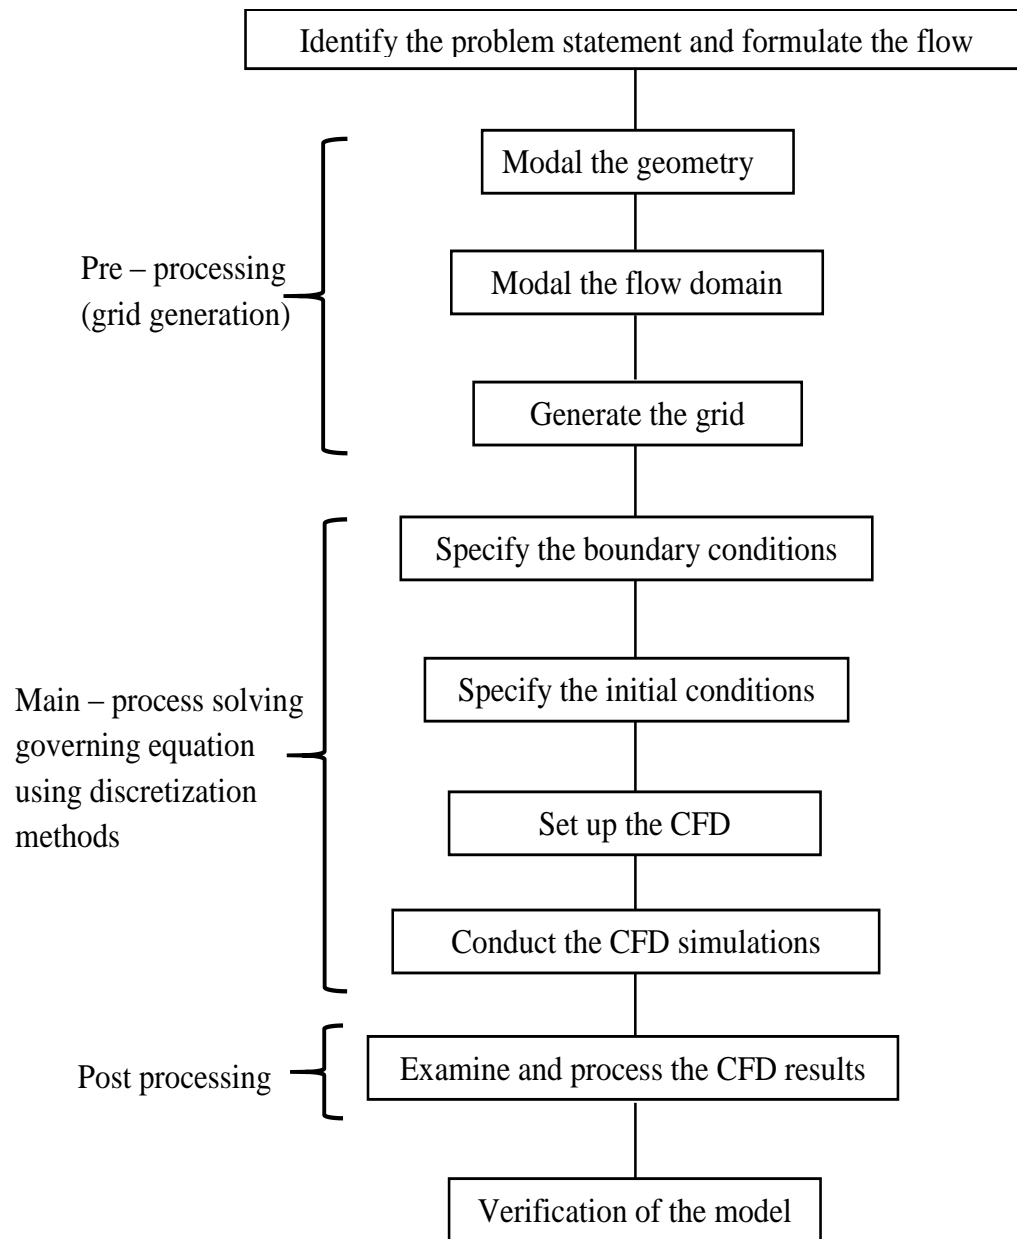 Identify the problem statement and formulate the flow
Modal the geometry
Pre – processing
(grid generation)
Modal the flow domain
Generate the grid
Specify the boundary conditions
Main – process solving
governing equation
using discretization
methods
Specify the initial conditions
Set up the CFD
Conduct the CFD simulations
Post processing
Examine and process the CFD results
Verification of the model